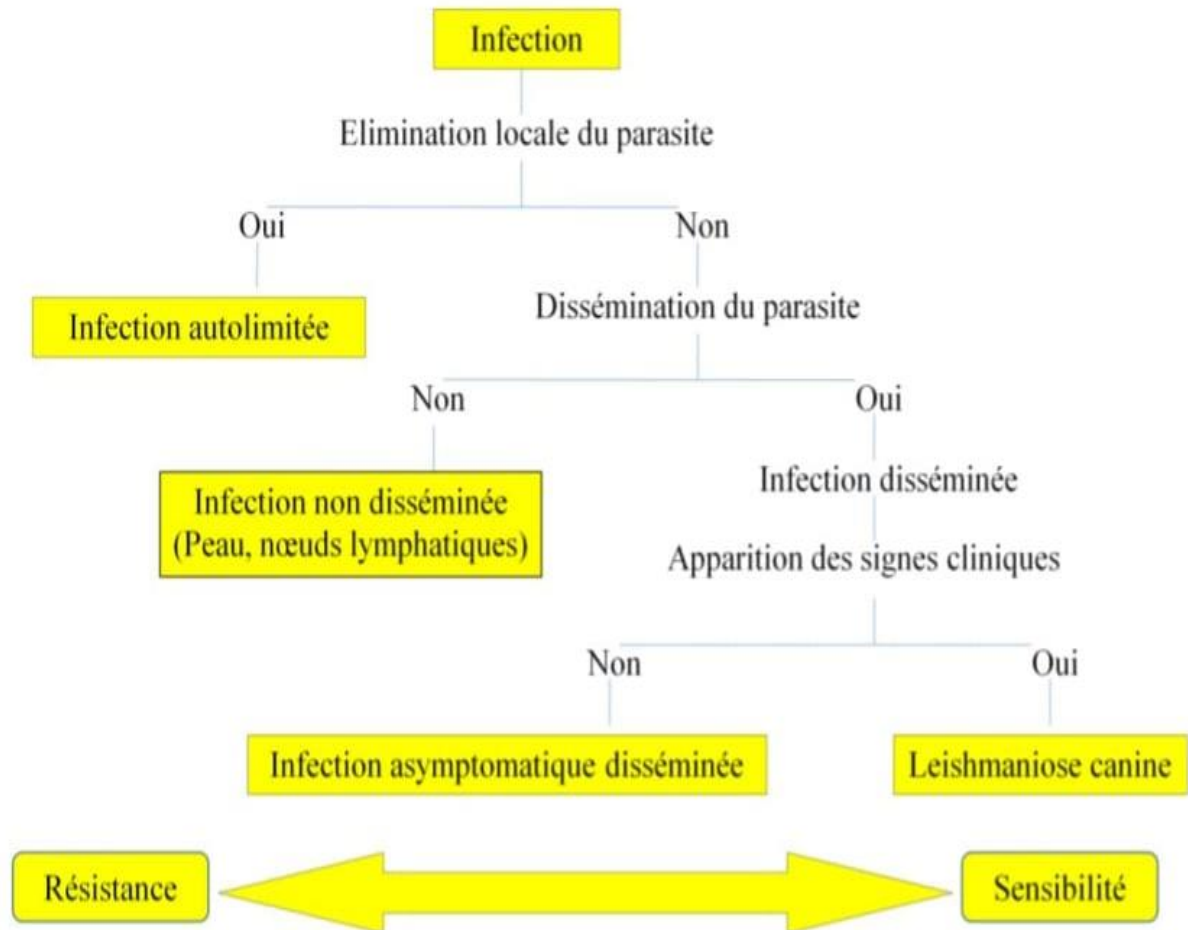 Infection
Elimination locale du parasite
Oui
Non
Infection autolimitée
Dissémination du parasite
Non
Oui
Infection non disséminée
(Peau, nœuds lymphatiques)
Infection disséminée
Apparition des signes cliniques
Non
Oui
Infection asymptomatique disséminée
Leishmaniose canine
Résistance
Sensibilité